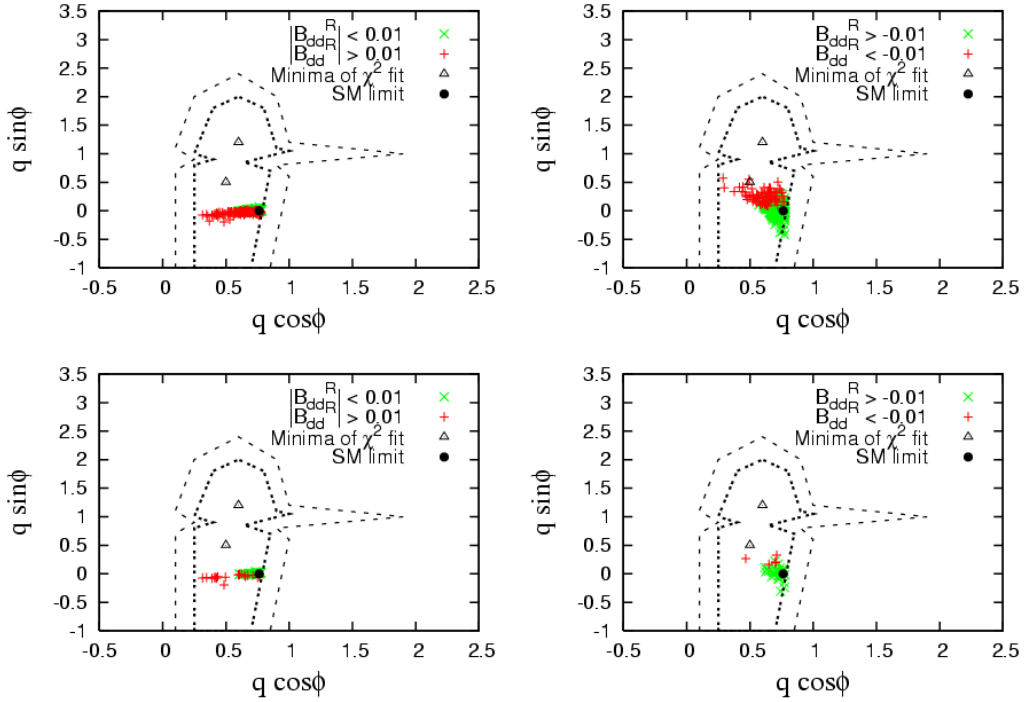 3.5
3
2.5
2
1.5
1
0.5
0
-0.5
-1
-0.5 0 0.5 1 1.5 2 2.5
q sinϕ
q cosϕ
|B_dd^R| < 0.01
|B_dd^R| > 0.01
Minima of χ² fit
SM limit
3.5
3
2.5
2
1.5
1
0.5
0
-0.5
-1
-0.5 0 0.5 1 1.5 2 2.5
q sinϕ
q cosϕ
B_dd^R > -0.01
B_dd^R < -0.01
Minima of χ² fit
SM limit
3.5
3
2.5
2
1.5
1
0.5
0
-0.5
-1
-0.5 0 0.5 1 1.5 2 2.5
q sinϕ
q cosϕ
|B_dd^R| < 0.01
|B_dd^R| > 0.01
Minima of χ² fit
SM limit
3.5
3
2.5
2
1.5
1
0.5
0
-0.5
-1
-0.5 0 0.5 1 1.5 2 2.5
q sinϕ
q cosϕ
B_dd^R > -0.01
B_dd^R < -0.01
Minima of χ² fit
SM limit